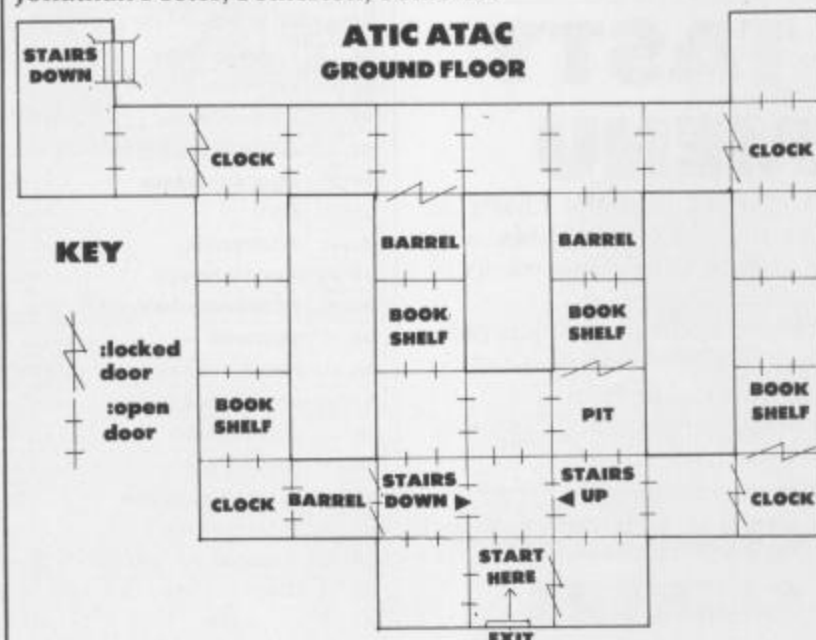 ATIC ATAC
GROUND FLOOR
STAIRS
DOWN
CLOCK
CLOCK
KEY
:locked
door
:open
door
BARREL
BARREL
BOOK
SHELF
BOOK
SHELF
BOOK
SHELF
PIT
BOOK
SHELF
CLOCK
BARREL
STAIRS
DOWN
STAIRS
UP
CLOCK
START
HERE
EXIT